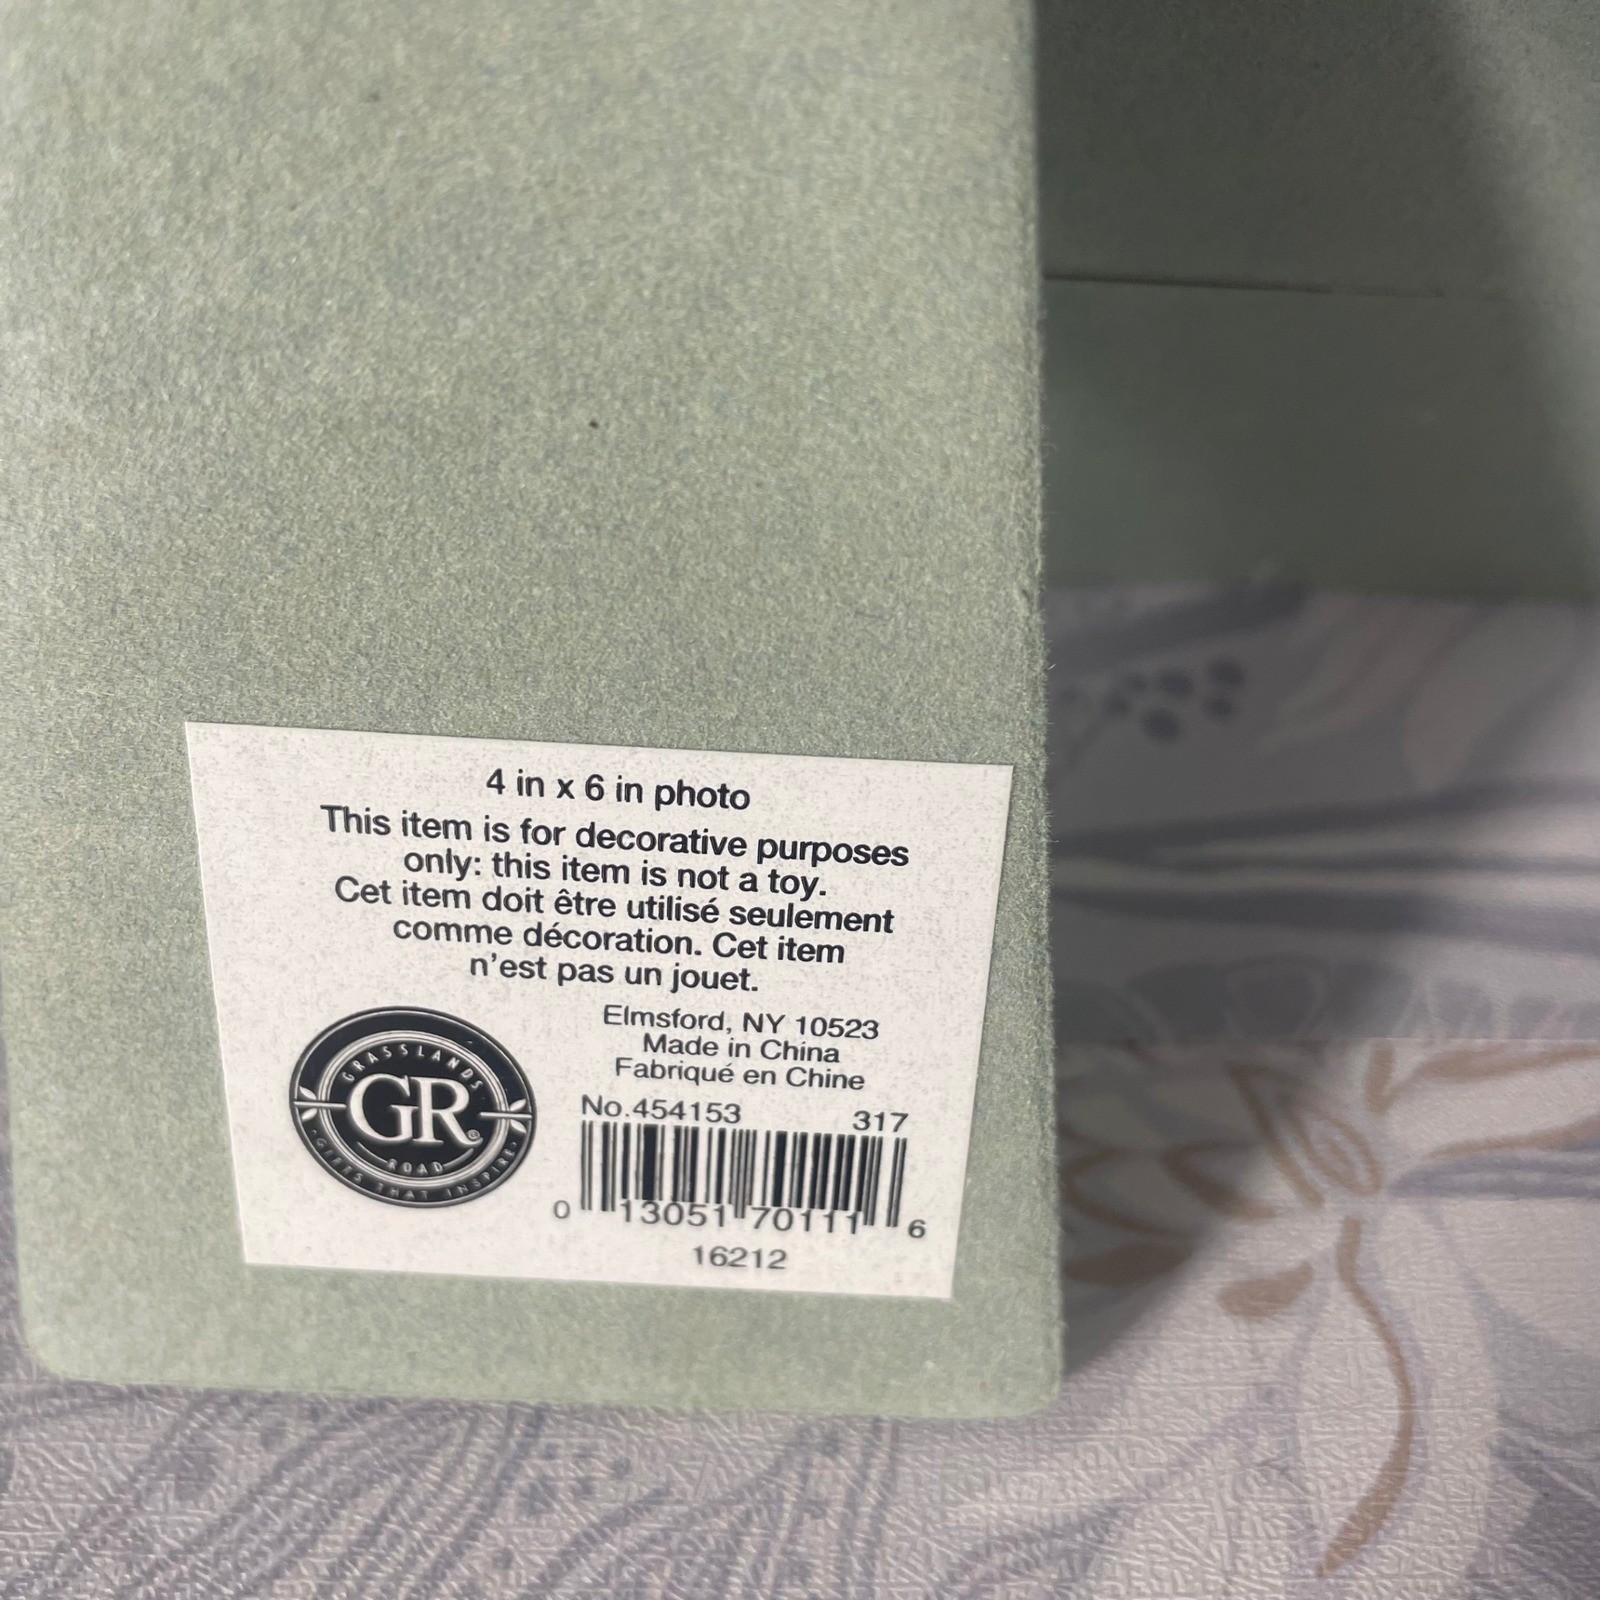 4 in x 6 in photo
This item is for decorative purposes
only: this item is not a toy.
Cet item doit être utilisé seulement
comme décoration. Cet item
n'est pas un jouet.
Elmsford, NY 10523
Made in China
Fabriqué en Chine
GRASSLANDS
GR®
ROAD
· GIFTS THAT INSPIRE ·
No.454153 317
0 13051 70111 6
16212